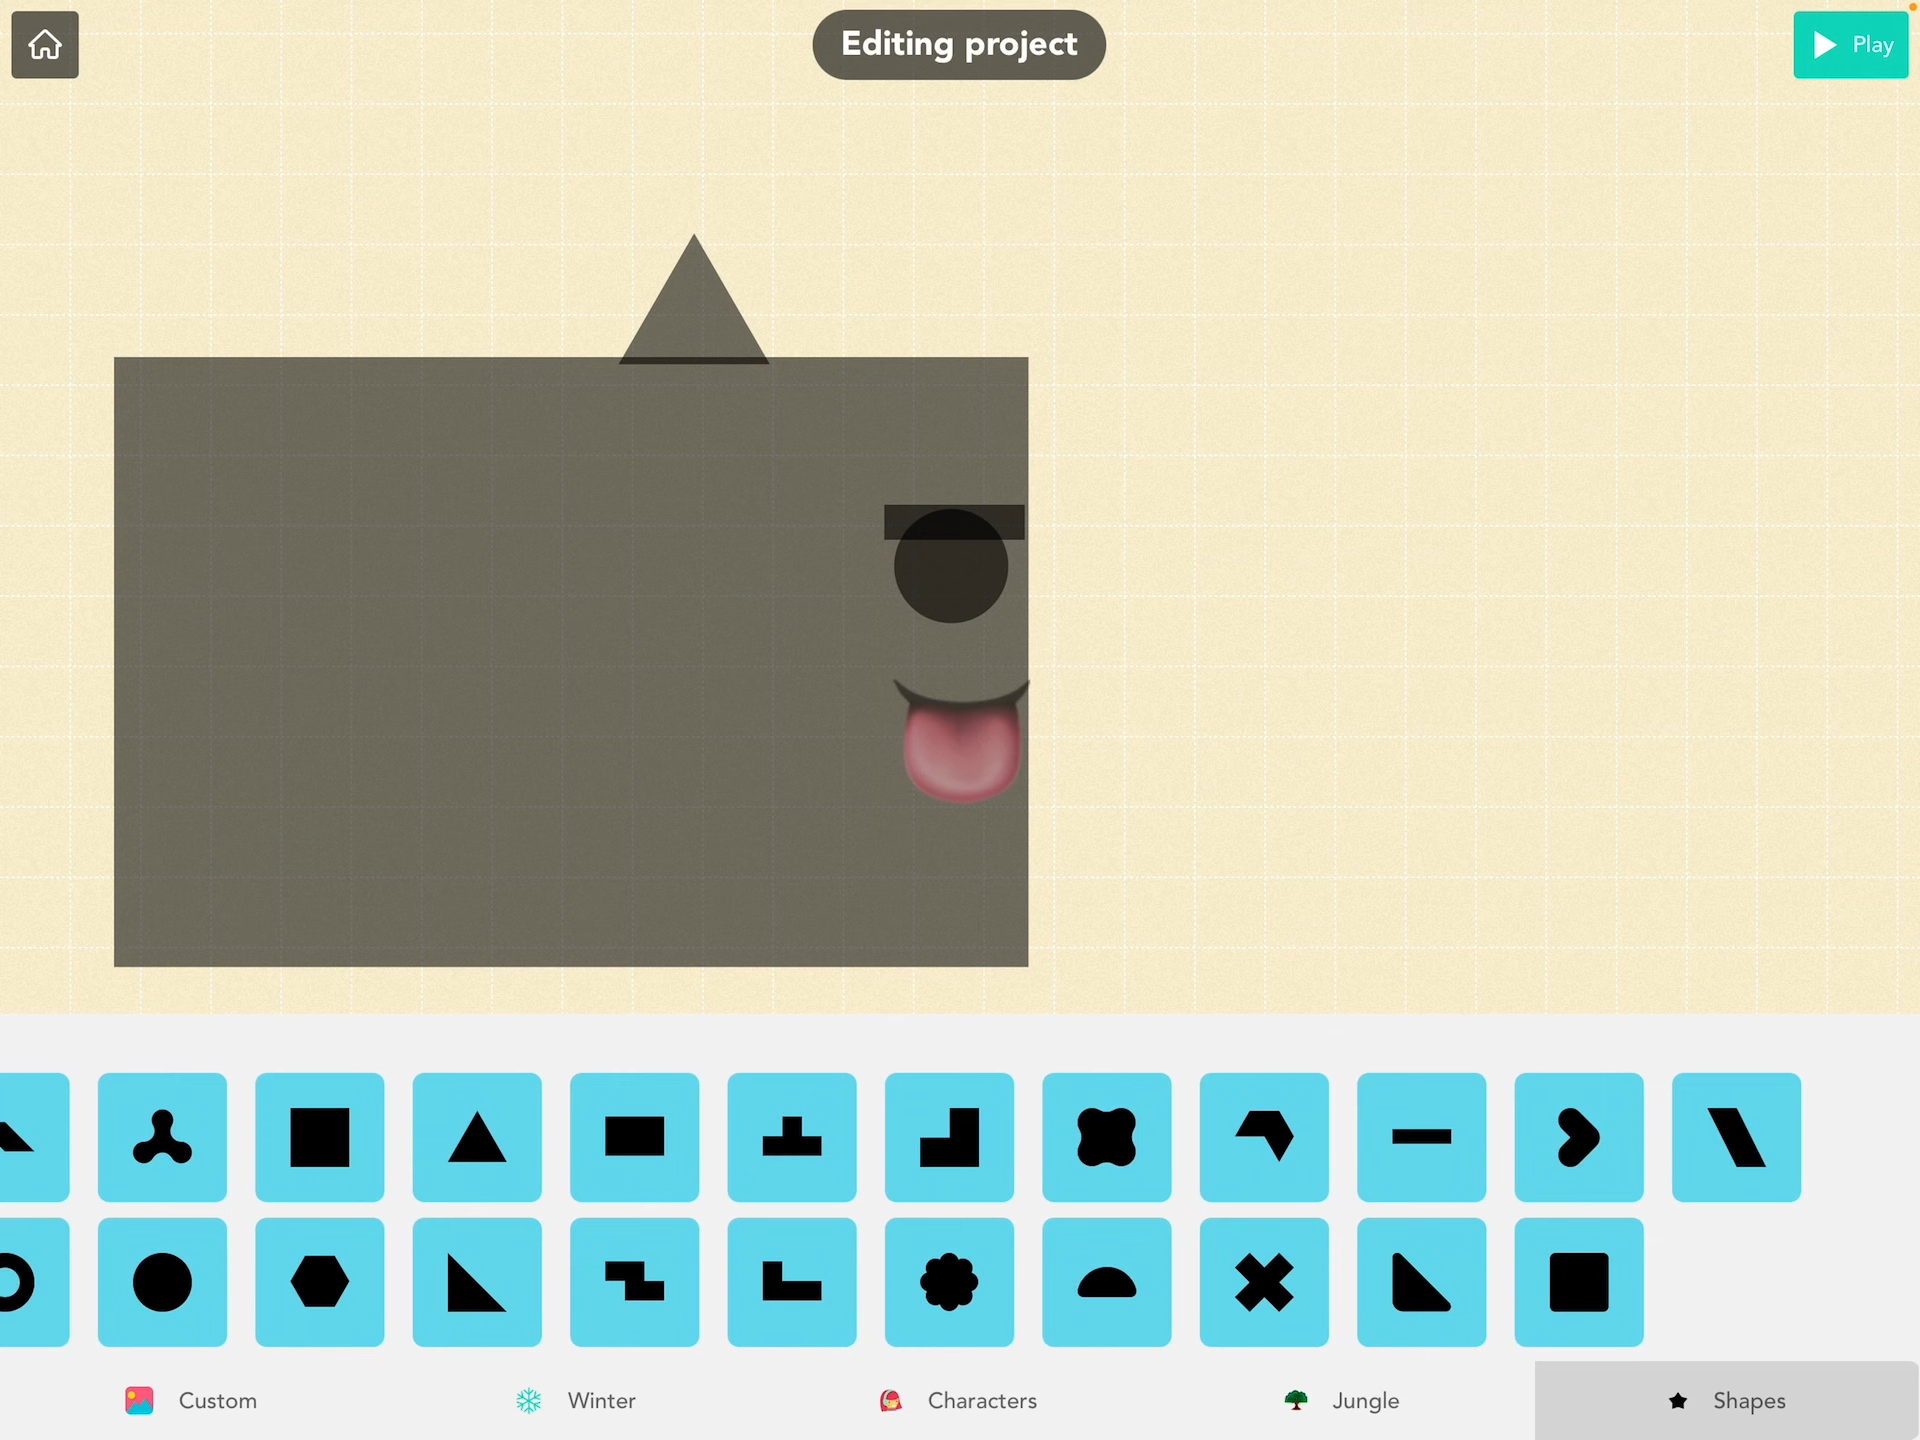 Editing project
Play
Custom
Winter
Characters
Jungle
Shapes